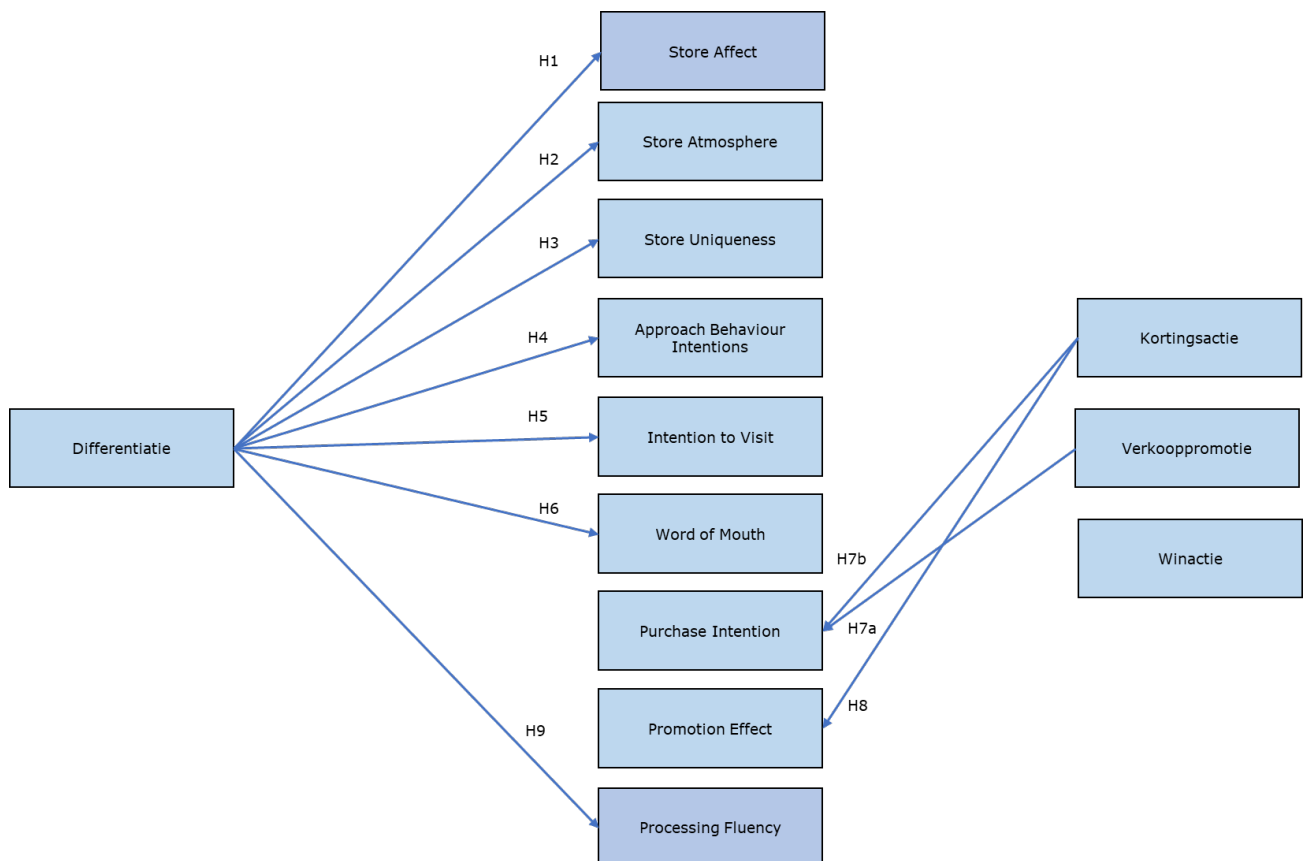 Store Affect
H1
Store Atmosphere
H2
Store Uniqueness
H3
Approach Behaviour
Intentions
H4
Kortingsactie
Differentiatie
H5
Intention to Visit
Verkooppromotie
H6
Word of Mouth
H7b
Winactie
Purchase Intention
H7a
H8
Promotion Effect
H9
Processing Fluency